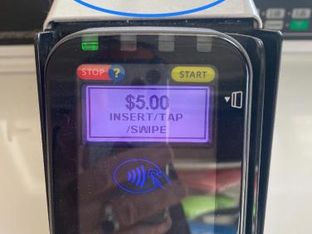 STOP ? START
$5.00
INSERT/TAP
/SWIPE